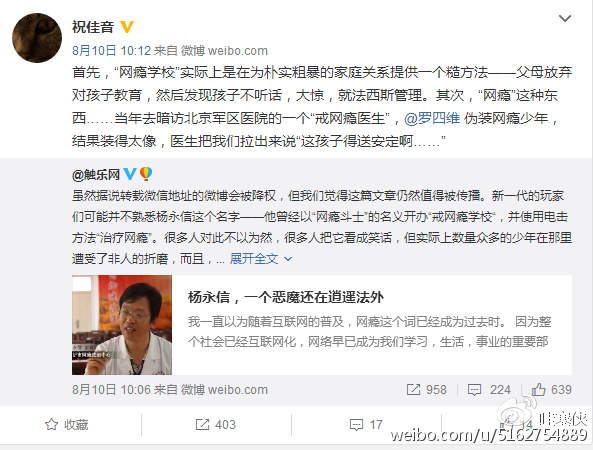 祝佳音
8月10日 10:12 来自 微博 weibo.com
首先，“网瘾学校”实际上是在为朴实粗暴的家庭关系提供一个糙方法——父母放弃
对孩子教育，然后发现孩子不听话，大惊，就法西斯管理。其次，“网瘾”这种东
西……当年去暗访北京军区医院的一个“戒网瘾医生”，@罗四维 伪装网瘾少年，
结果装得太像，医生把我们拉出来说“这孩子得送安定啊……”
@触乐网
虽然据说转载微信地址的微博会被降权，但我们觉得这篇文章仍然值得被传播。新一代的玩家
们可能并不熟悉杨永信这个名字——他曾经以“网瘾斗士”的名义开办“戒网瘾学校“，并使用电击
方法“治疗网瘾”。很多人对此不以为然，很多人把它看成笑话，但实际上数量众多的少年在那里
遭受了非人的折磨，而且，... 展开全文
杨永信，一个恶魔还在逍遥法外
我一直以为随着互联网的普及，网瘾这个词已经成为过去时。 因为整
个社会已经互联网化，网络早已成为我们学习，生活，事业的重要部
8月10日 10:06 来自 微博 weibo.com
958
224
639
收藏
403
17
14
weibo.com/u/5162754889